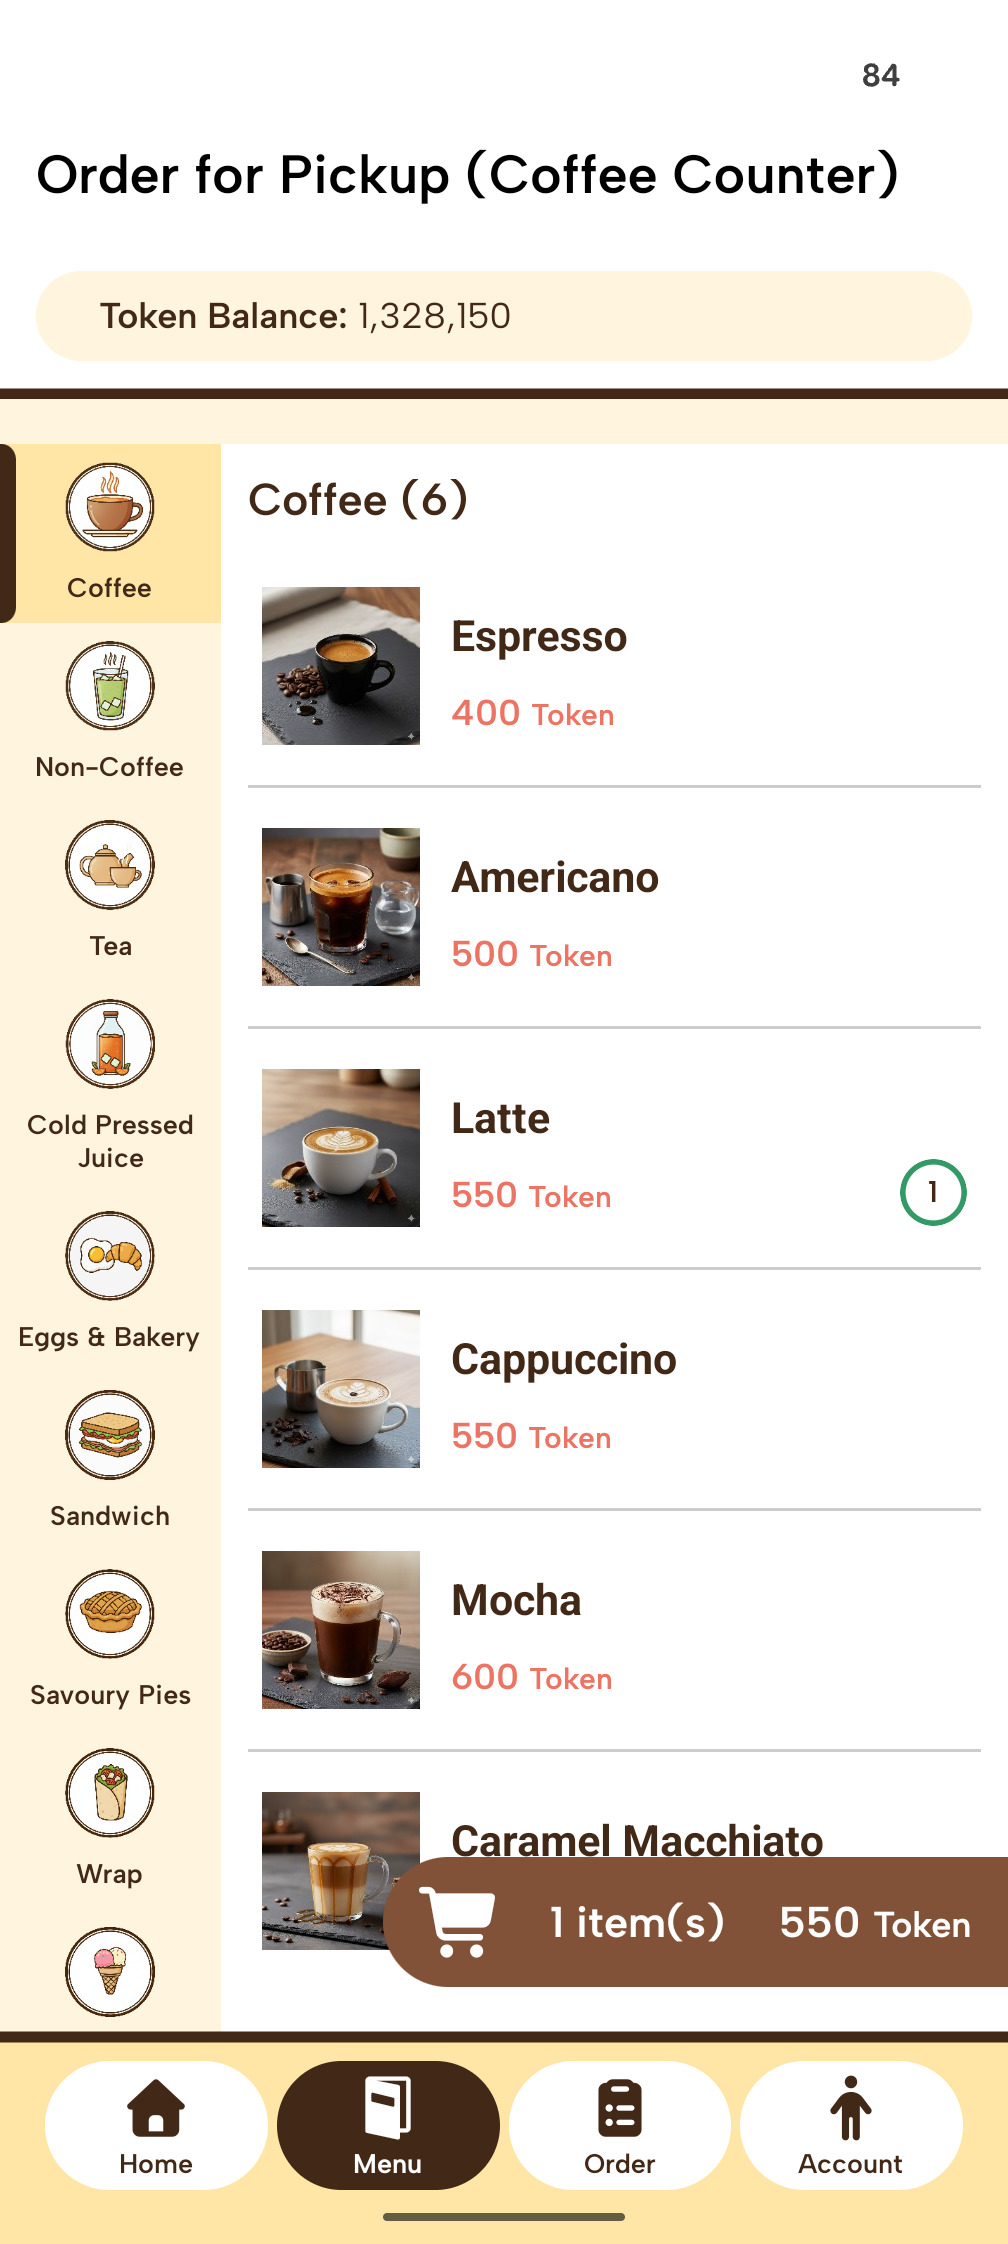 84
Order for Pickup (Coffee Counter)
Token Balance: 1,328,150
Coffee
Non-Coffee
Tea
Cold Pressed
Juice
Eggs & Bakery
Sandwich
Savoury Pies
Wrap
Coffee (6)
Espresso
400 Token
Americano
500 Token
Latte
550 Token
1
Cappuccino
550 Token
Mocha
600 Token
Caramel Macchiato
1 item(s) 550 Token
Home
Menu
Order
Account